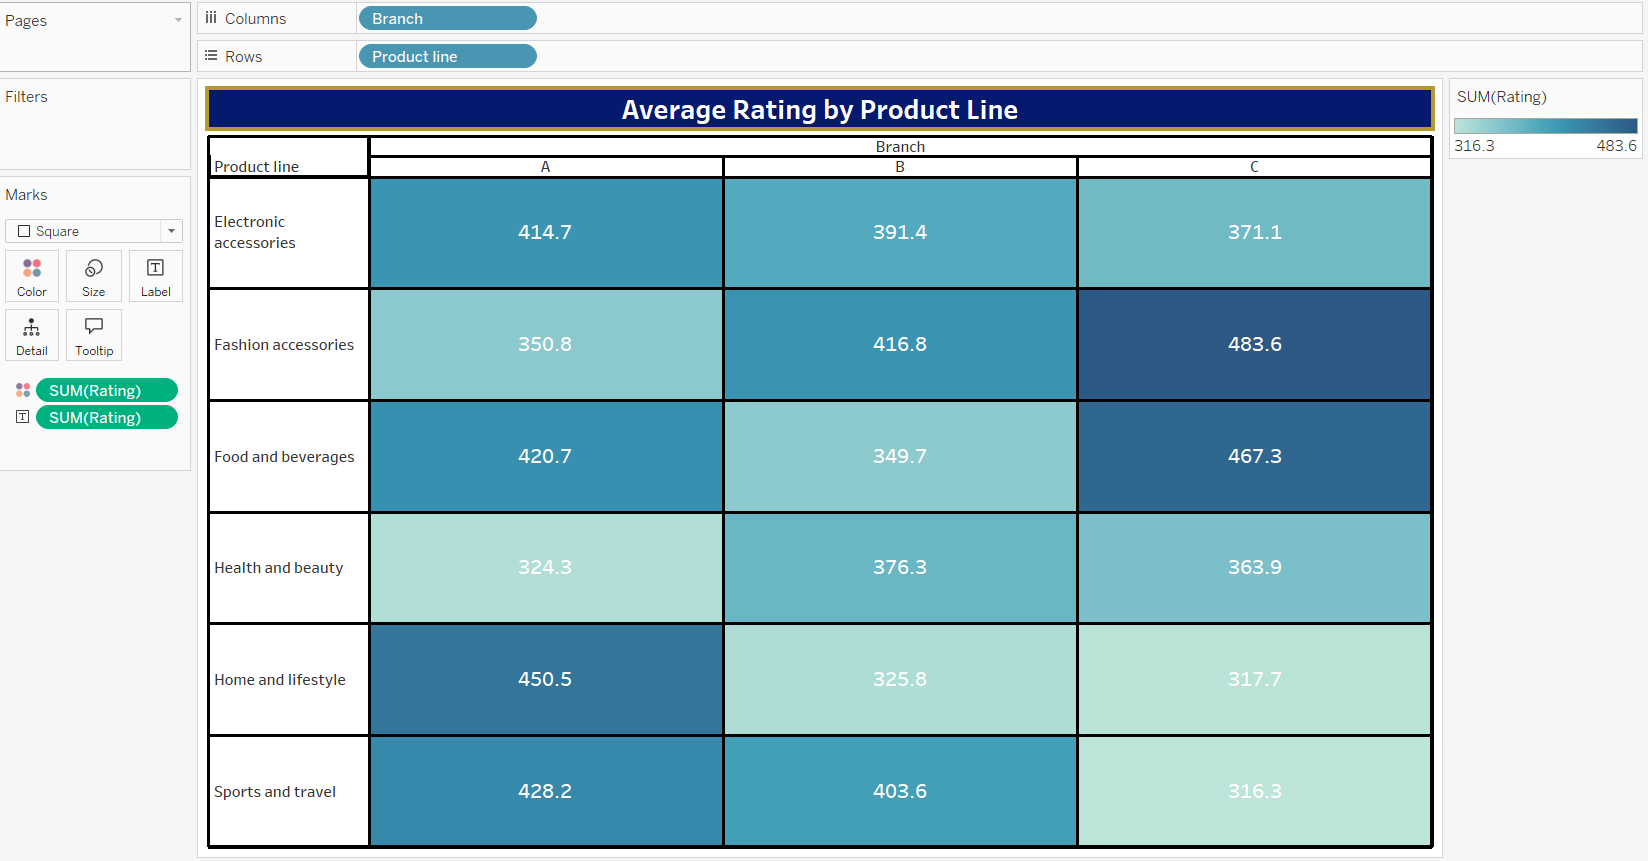 Pages
Columns
Branch
Rows
Product line
Filters
Marks
Square
Color
Size
Label
Detail
Tooltip
SUM(Rating)
SUM(Rating)
Average Rating by Product Line
Branch
Product line
A
B
C
Electronic
accessories
414.7
391.4
371.1
Fashion accessories
350.8
416.8
483.6
Food and beverages
420.7
349.7
467.3
Health and beauty
324.3
376.3
363.9
Home and lifestyle
450.5
325.8
317.7
Sports and travel
428.2
403.6
316.3
SUM(Rating)
316.3
483.6